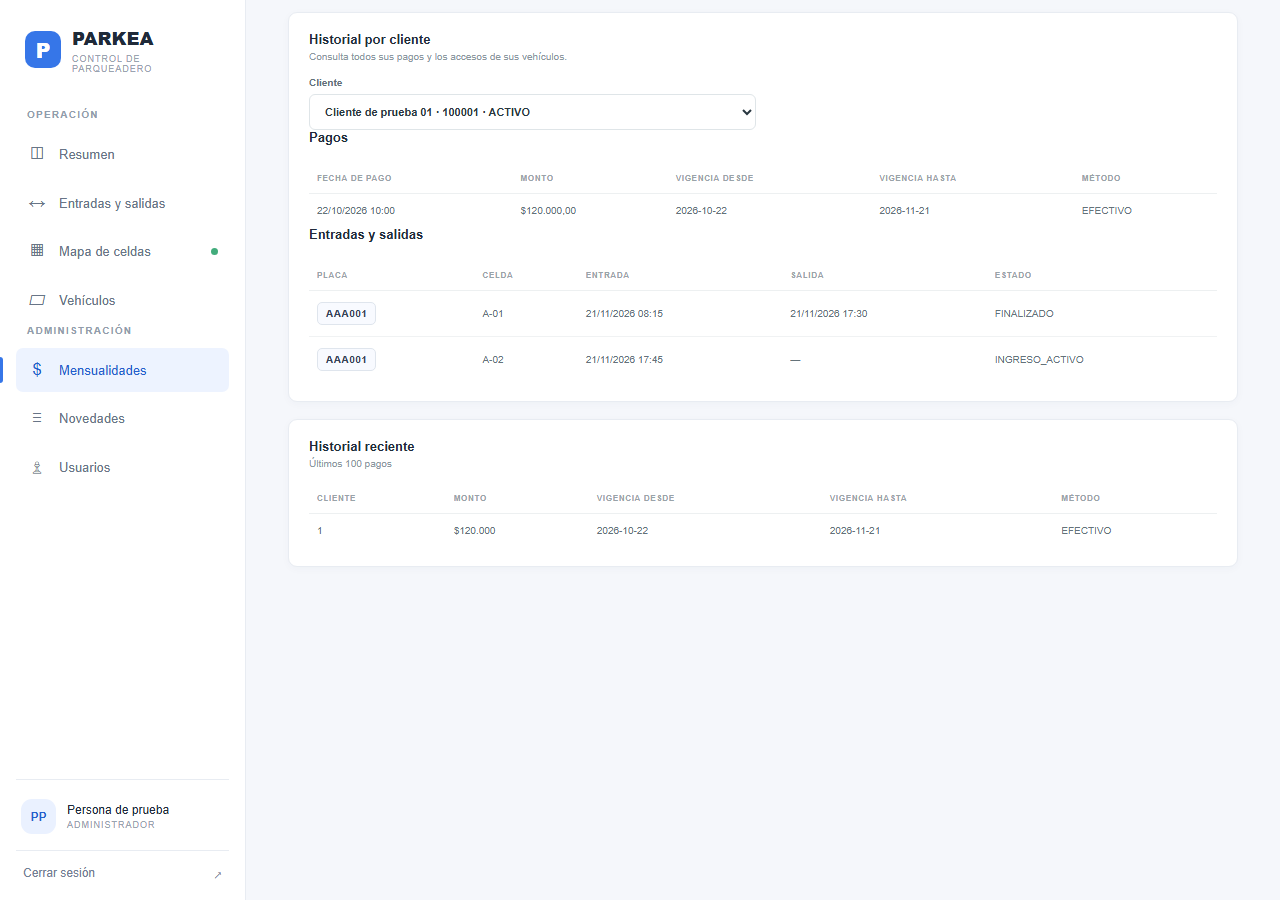 P
PARKEA
CONTROL DE
PARQUEADERO
OPERACIÓN
Resumen
Entradas y salidas
Mapa de celdas
Vehículos
ADMINISTRACIÓN
$ Mensualidades
Novedades
Usuarios
PP
Persona de prueba
ADMINISTRADOR
Cerrar sesión ↗
Historial por cliente
Consulta todos sus pagos y los accesos de sus vehículos.
Cliente
Cliente de prueba 01 · 100001 · ACTIVO
Pagos
FECHA DE PAGO MONTO VIGENCIA DESDE VIGENCIA HASTA MÉTODO
22/10/2026 10:00 $120.000,00 2026-10-22 2026-11-21 EFECTIVO
Entradas y salidas
PLACA CELDA ENTRADA SALIDA ESTADO
AAA001 A-01 21/11/2026 08:15 21/11/2026 17:30 FINALIZADO
AAA001 A-02 21/11/2026 17:45 — INGRESO_ACTIVO
Historial reciente
Últimos 100 pagos
CLIENTE MONTO VIGENCIA DESDE VIGENCIA HASTA MÉTODO
1 $120.000 2026-10-22 2026-11-21 EFECTIVO